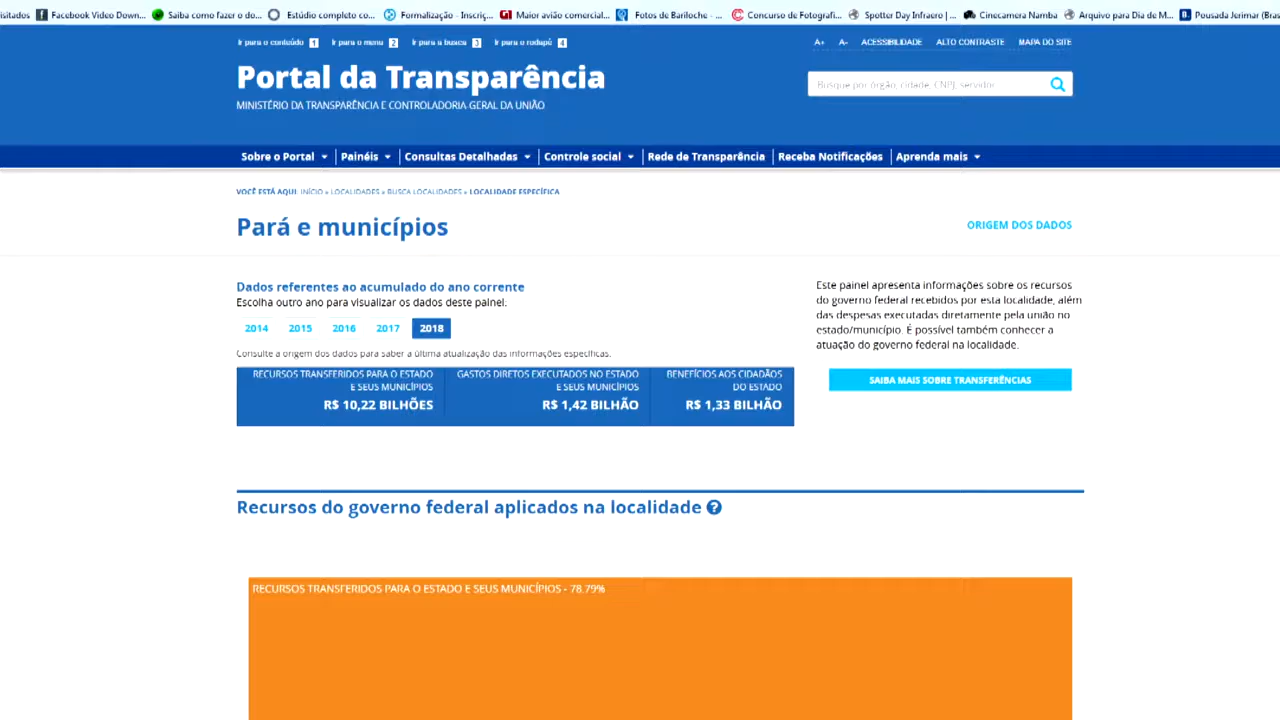 isitados Facebook Video Down... Saiba como fazer o do... Estúdio completo co... Formalização - Inscriç... Maior avião comercial... Fotos de Bariloche - ... Concurso de Fotografi... Spotter Day Infraero | ... Cinecamera Namba Arquivo para Dia de M... Pousada Jerimar (Bras
Ir para o conteúdo 1 Ir para o menu 2 Ir para a busca 3 Ir para o rodapé 4 A+ A- ACESSIBILIDADE ALTO CONTRASTE MAPA DO SITE
Portal da Transparência
Busque por órgão, cidade, CNPJ, servidor
MINISTÉRIO DA TRANSPARÊNCIA E CONTROLADORIA-GERAL DA UNIÃO
Sobre o Portal Painéis Consultas Detalhadas Controle social Rede de Transparência Receba Notificações Aprenda mais
VOCÊ ESTÁ AQUI: INÍCIO » LOCALIDADES » BUSCA LOCALIDADES » LOCALIDADE ESPECÍFICA
Pará e municípios
ORIGEM DOS DADOS
Dados referentes ao acumulado do ano corrente
Escolha outro ano para visualizar os dados deste painel.
2014 2015 2016 2017 2018
Consulte a origem dos dados para saber a última atualização das informações específicas.
RECURSOS TRANSFERIDOS PARA O ESTADO
E SEUS MUNICÍPIOS
R$ 10,22 BILHÕES
GASTOS DIRETOS EXECUTADOS NO ESTADO
E SEUS MUNICÍPIOS
R$ 1,42 BILHÃO
BENEFÍCIOS AOS CIDADÃOS
DO ESTADO
R$ 1,33 BILHÃO
Este painel apresenta informações sobre os recursos
do governo federal recebidos por esta localidade, além
das despesas executadas diretamente pela união no
estado/município. É possível também conhecer a
atuação do governo federal na localidade.
SAIBA MAIS SOBRE TRANSFERÊNCIAS
Recursos do governo federal aplicados na localidade ?
RECURSOS TRANSFERIDOS PARA O ESTADO E SEUS MUNICÍPIOS - 78.79%